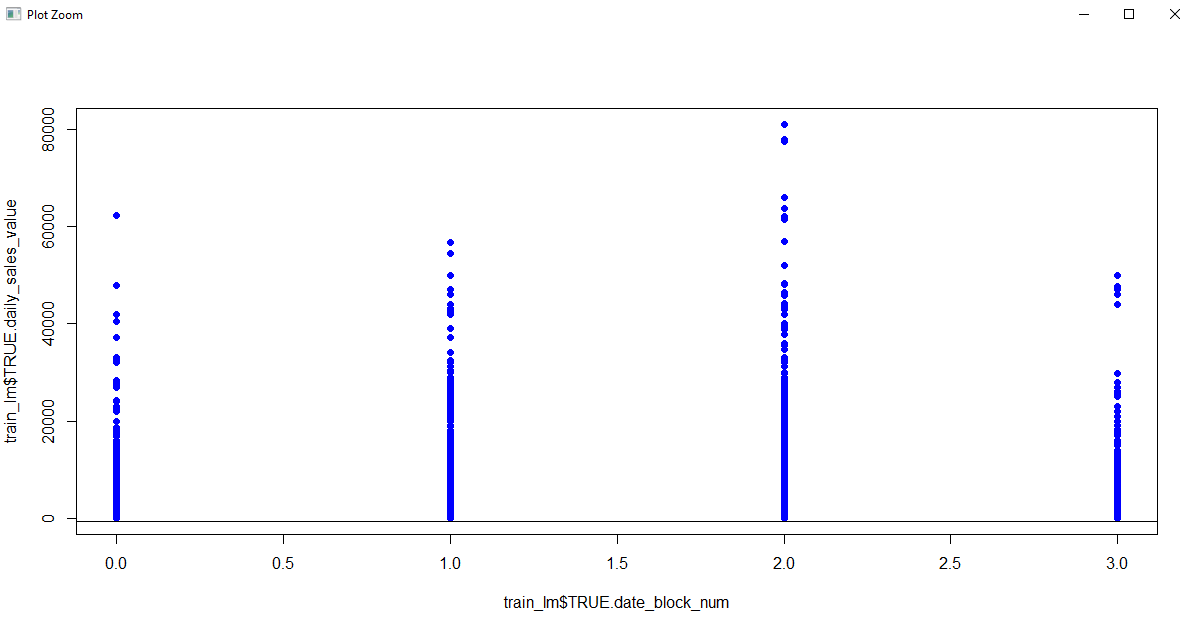 Plot Zoom
80000
60000
40000
20000
0
train_lm$TRUE.daily_sales_value
0.0 0.5 1.0 1.5 2.0 2.5 3.0
train_lm$TRUE.date_block_num